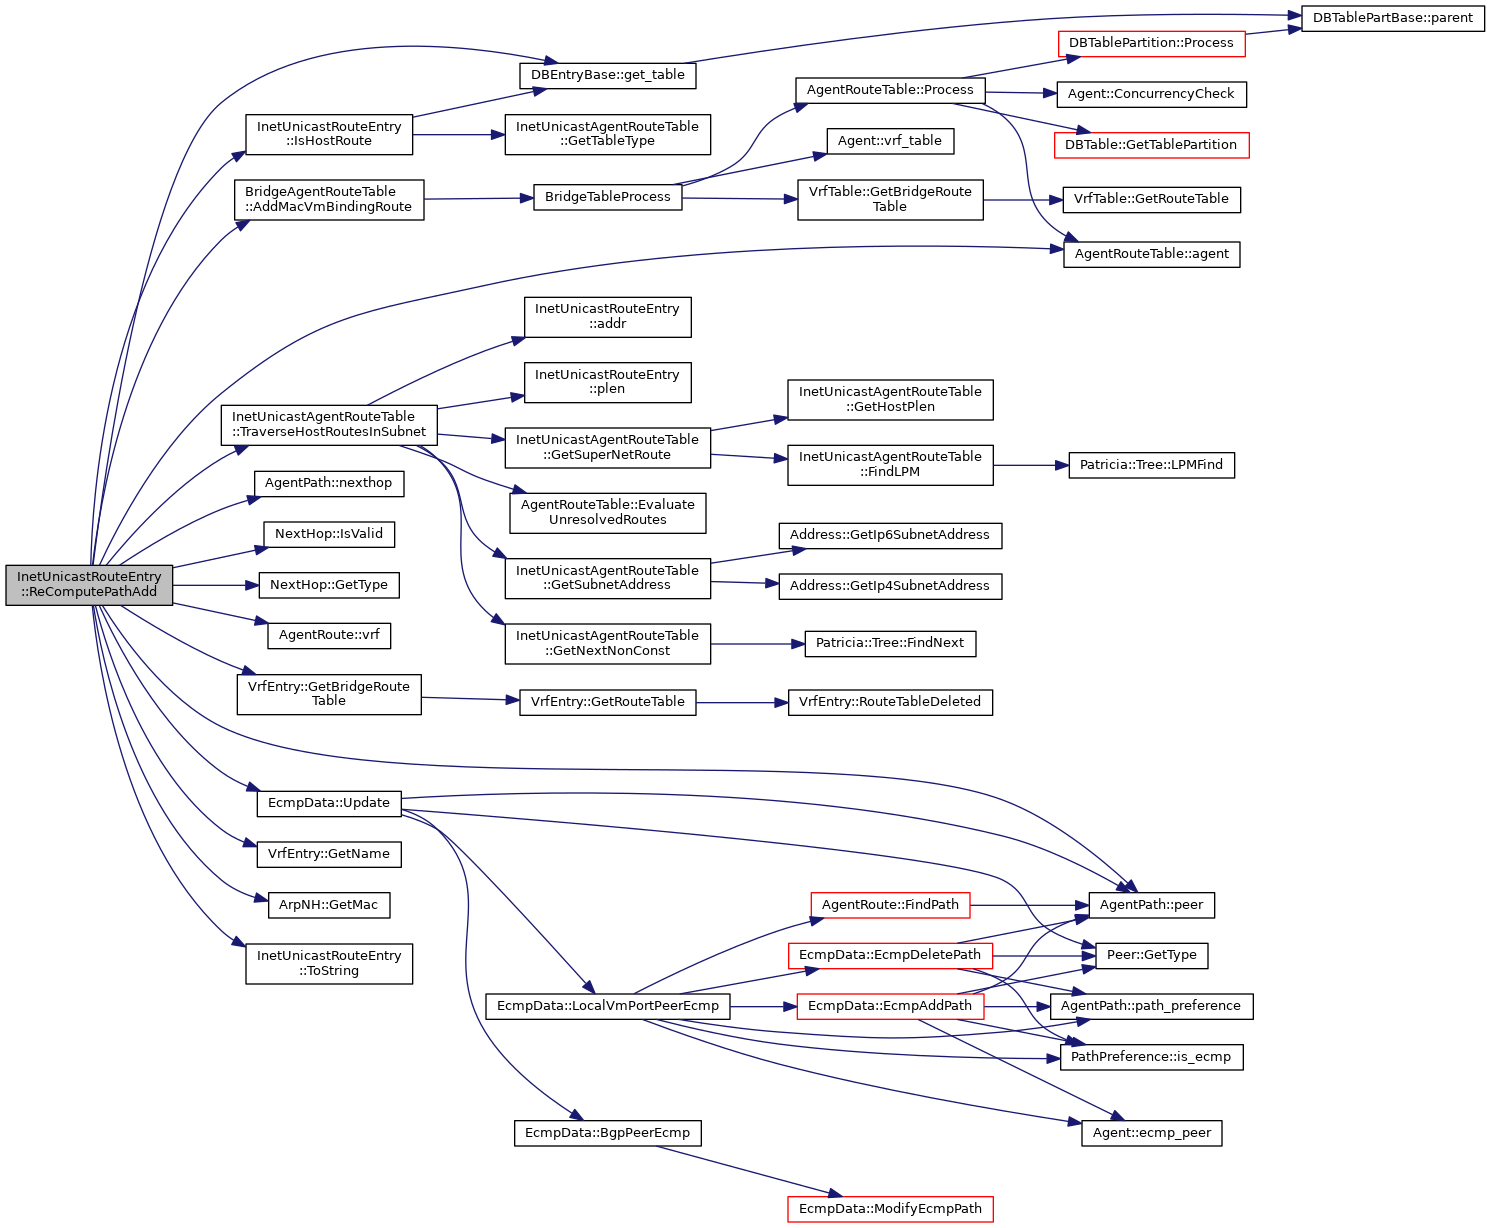 InetUnicastRouteEntry
::ReComputePathAdd
DBEntryBase::get_table
DBTablePartBase::parent
InetUnicastRouteEntry
::IsHostRoute
InetUnicastAgentRouteTable
::GetTableType
BridgeAgentRouteTable
::AddMacVmBindingRoute
BridgeTableProcess
AgentRouteTable::Process
DBTablePartition::Process
Agent::ConcurrencyCheck
DBTable::GetTablePartition
Agent::vrf_table
VrfTable::GetBridgeRoute
Table
VrfTable::GetRouteTable
AgentRouteTable::agent
InetUnicastAgentRouteTable
::TraverseHostRoutesInSubnet
InetUnicastRouteEntry
::addr
InetUnicastRouteEntry
::plen
InetUnicastAgentRouteTable
::GetSuperNetRoute
InetUnicastAgentRouteTable
::GetHostPlen
InetUnicastAgentRouteTable
::FindLPM
Patricia::Tree::LPMFind
AgentRouteTable::Evaluate
UnresolvedRoutes
InetUnicastAgentRouteTable
::GetSubnetAddress
Address::GetIp6SubnetAddress
Address::GetIp4SubnetAddress
InetUnicastAgentRouteTable
::GetNextNonConst
Patricia::Tree::FindNext
AgentPath::nexthop
NextHop::IsValid
NextHop::GetType
AgentRoute::vrf
VrfEntry::GetBridgeRoute
Table
VrfEntry::GetRouteTable
VrfEntry::RouteTableDeleted
EcmpData::Update
VrfEntry::GetName
ArpNH::GetMac
InetUnicastRouteEntry
::ToString
EcmpData::LocalVmPortPeerEcmp
AgentRoute::FindPath
EcmpData::EcmpDeletePath
EcmpData::EcmpAddPath
AgentPath::peer
Peer::GetType
AgentPath::path_preference
PathPreference::is_ecmp
Agent::ecmp_peer
EcmpData::BgpPeerEcmp
EcmpData::ModifyEcmpPath